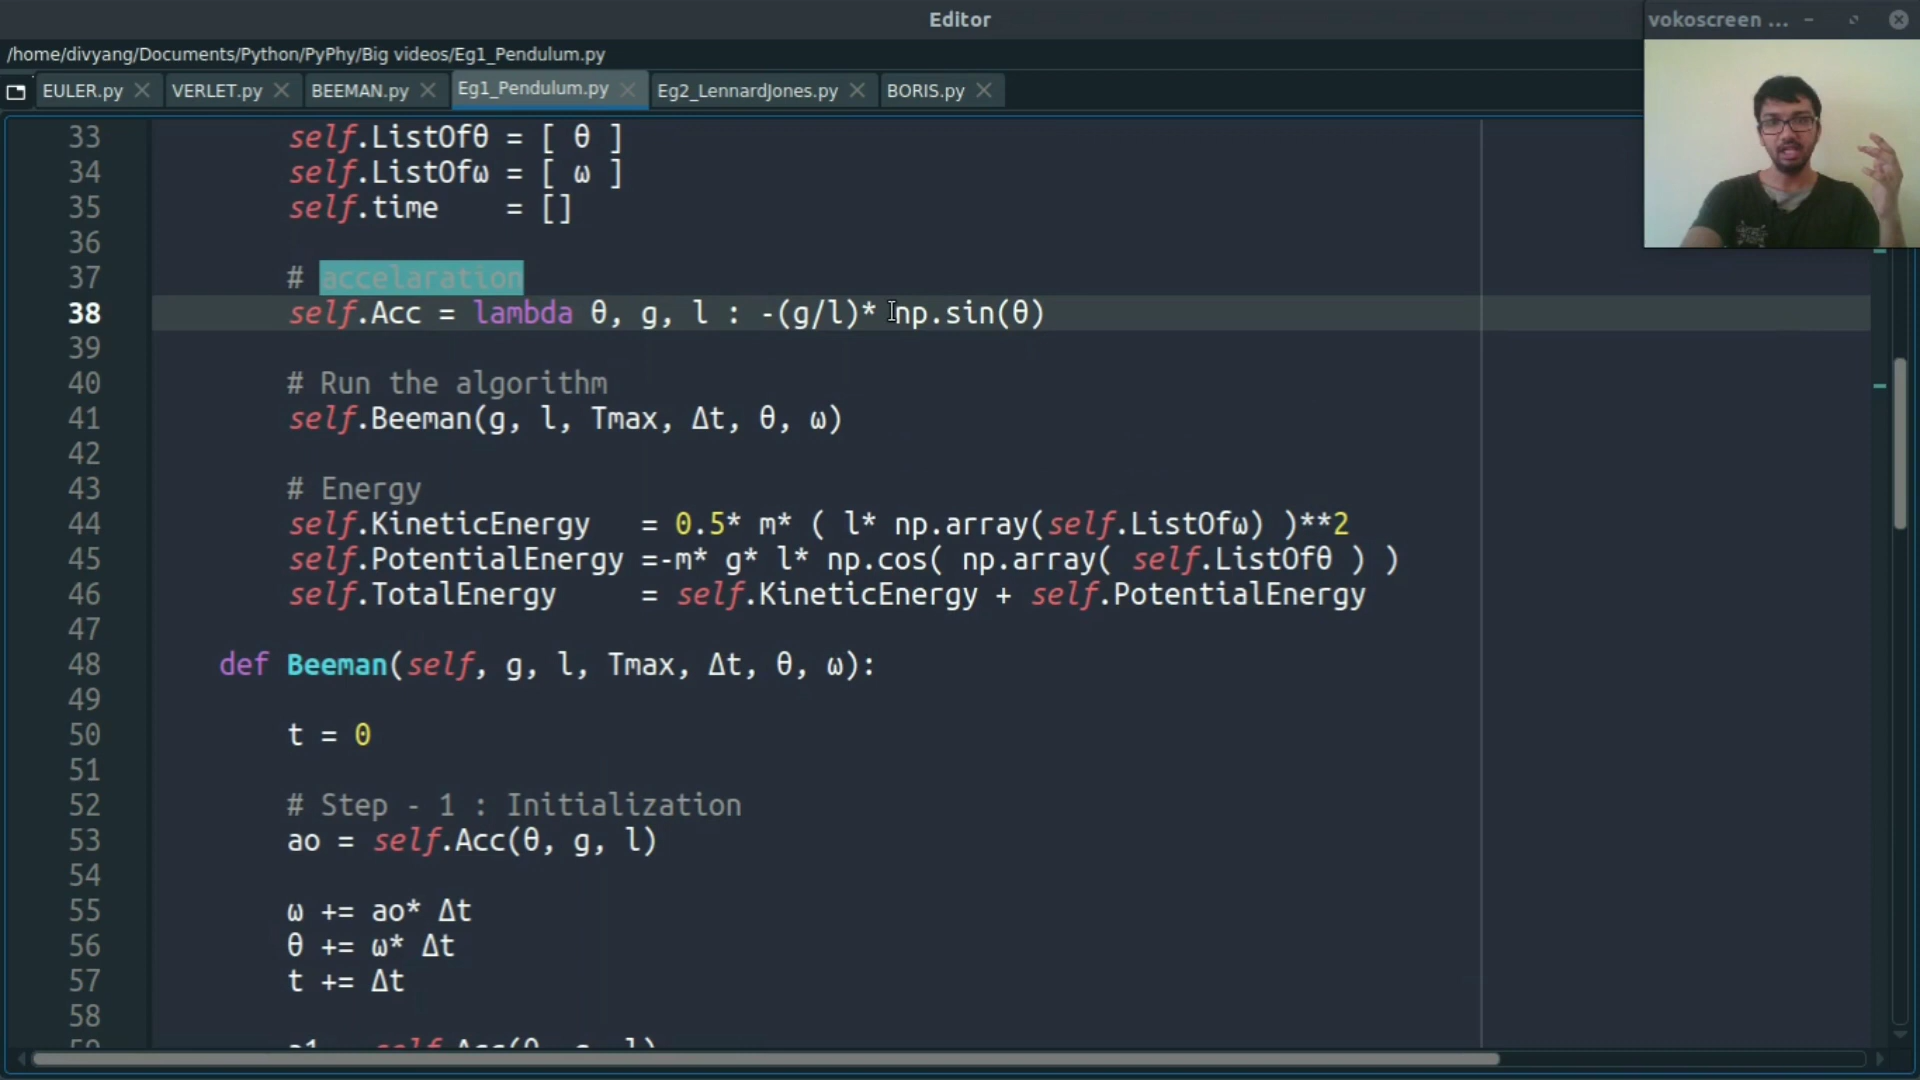 Editor
vokoscreen ...
/home/divyang/Documents/Python/PyPhy/Big videos/Eg1_Pendulum.py
EULER.py VERLET.py BEEMAN.py Eg1_Pendulum.py Eg2_LennardJones.py BORIS.py
33 self.ListOfθ = [ θ ]
34 self.ListOfω = [ ω ]
35 self.time = []
36
37 # accelaration
38 self.Acc = lambda θ, g, l : -(g/l)* np.sin(θ)
39
40 # Run the algorithm
41 self.Beeman(g, l, Tmax, Δt, θ, ω)
42
43 # Energy
44 self.KineticEnergy = 0.5* m* ( l* np.array(self.ListOfω) )**2
45 self.PotentialEnergy =-m* g* l* np.cos( np.array( self.ListOfθ ) )
46 self.TotalEnergy = self.KineticEnergy + self.PotentialEnergy
47
48 def Beeman(self, g, l, Tmax, Δt, θ, ω):
49
50 t = 0
51
52 # Step - 1 : Initialization
53 ao = self.Acc(θ, g, l)
54
55 ω += ao* Δt
56 θ += ω* Δt
57 t += Δt
58